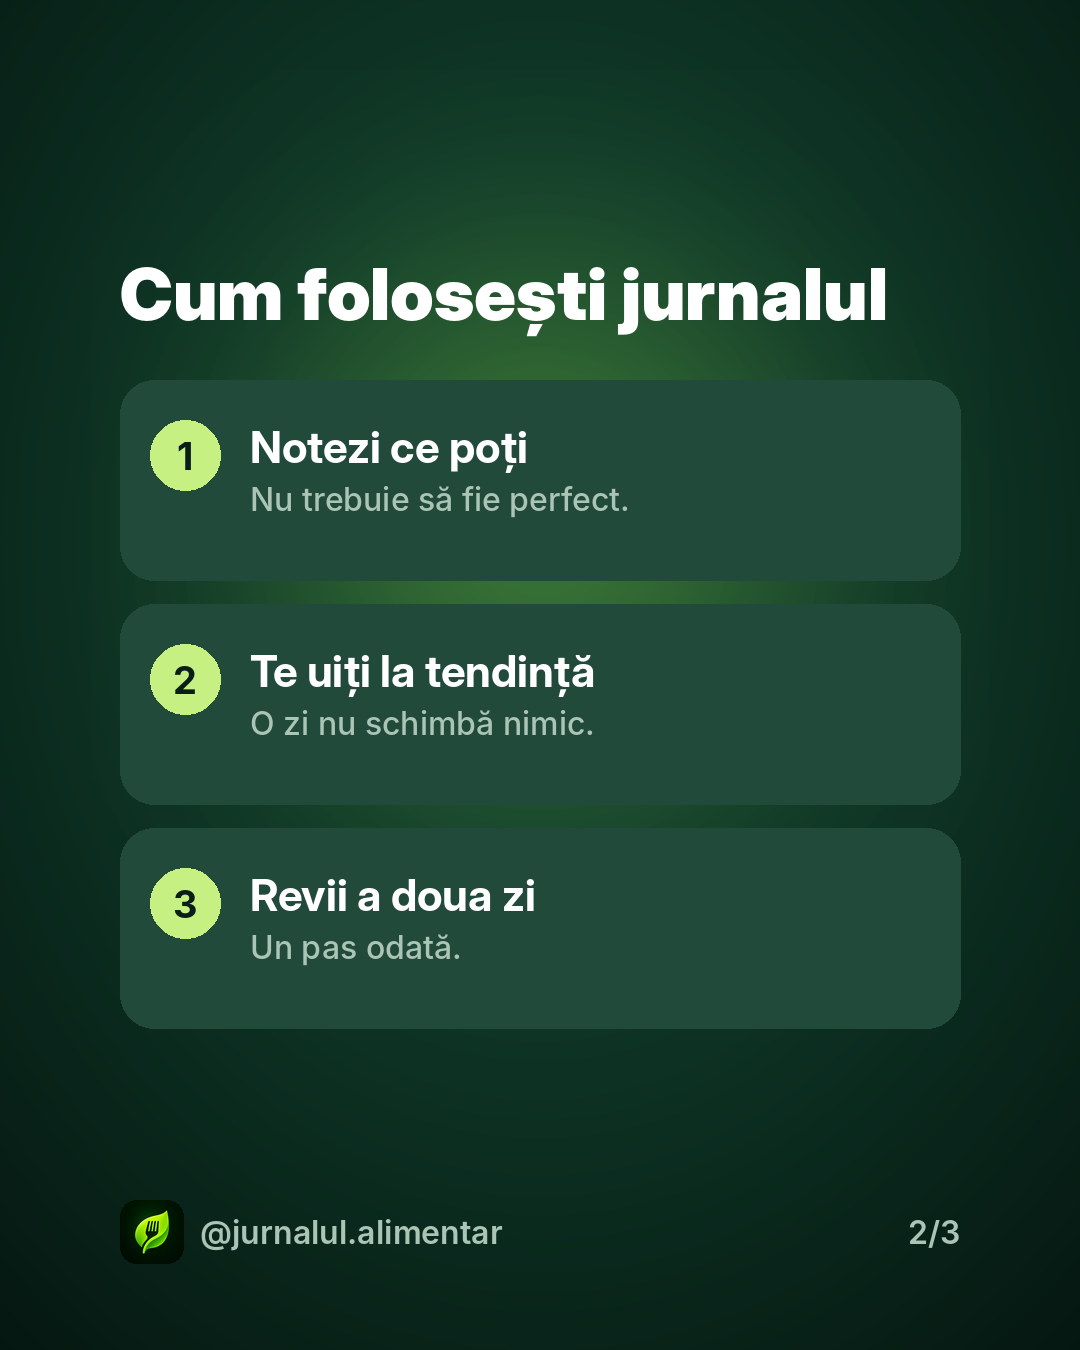 Cum folosești jurnalul
1
Notezi ce poți
Nu trebuie să fie perfect.
2
Te uiți la tendință
O zi nu schimbă nimic.
3
Revii a doua zi
Un pas odată.
@jurnalul.alimentar
2/3